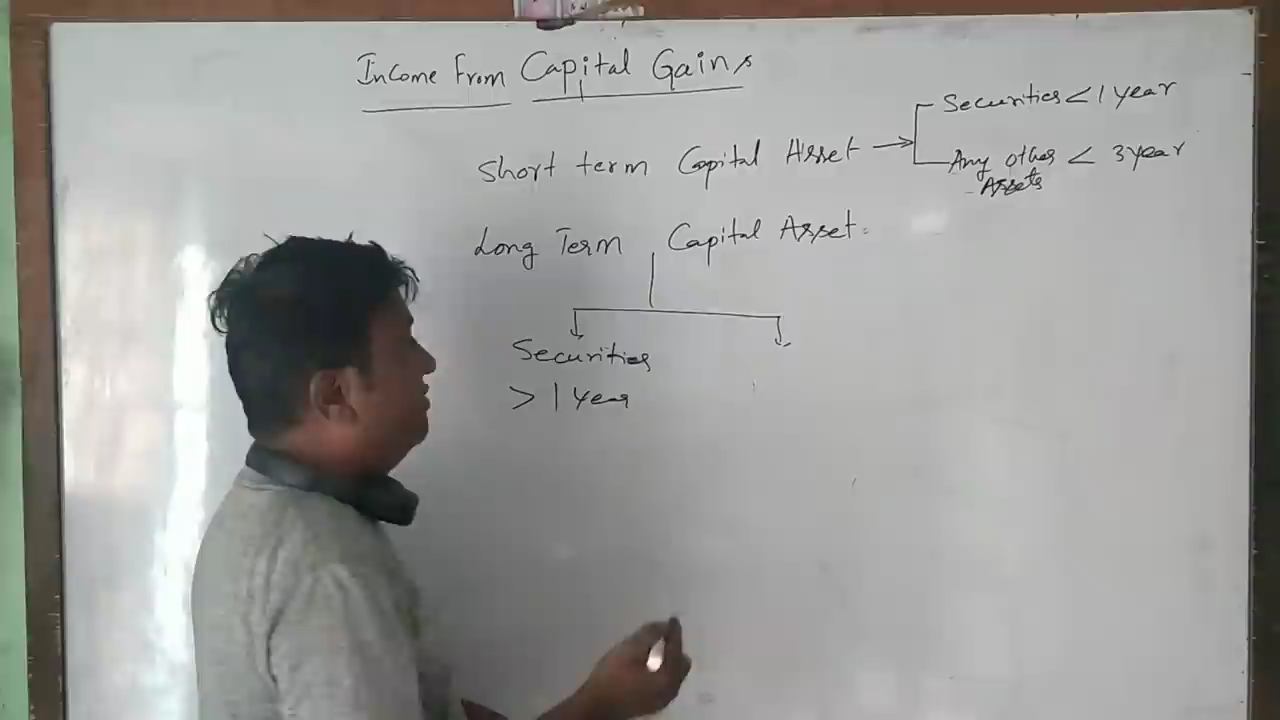 Income From Capital Gains
Short term Capital Asset → Securities < 1 year
Any other < 3 year
Assets
Long Term Capital Asset
Securities
> 1 Year